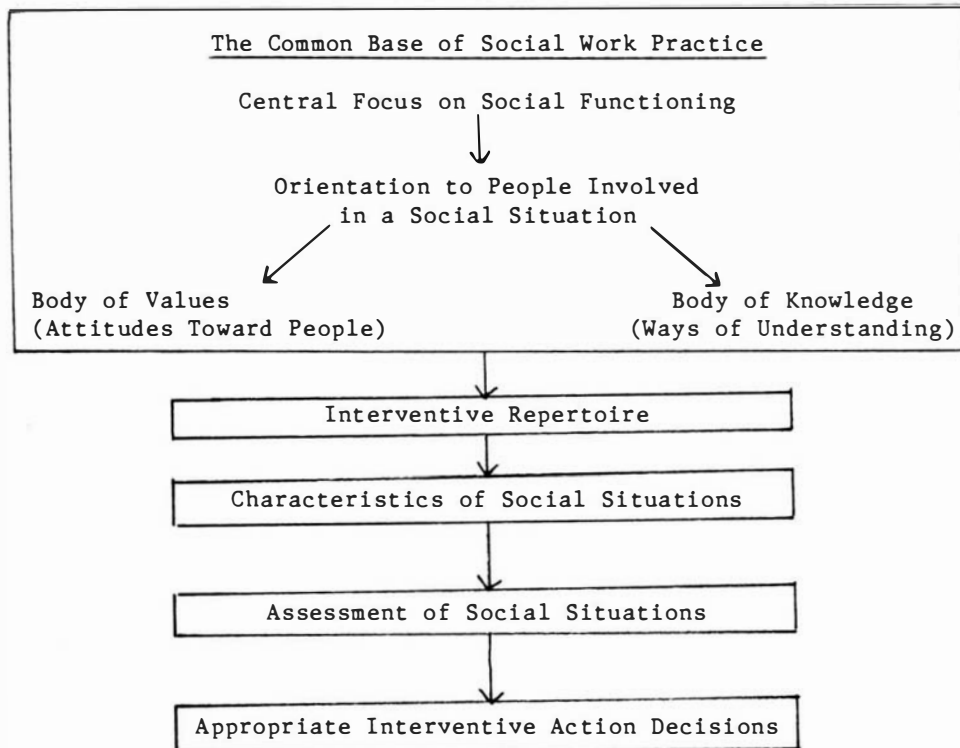 The Common Base of Social Work Practice
Central Focus on Social Functioning
Orientation to People Involved
in a Social Situation
Body of Values
(Attitudes Toward People)
Body of Knowledge
(Ways of Understanding)
Interventive Repertoire
Characteristics of Social Situations
Assessment of Social Situations
Appropriate Interventive Action Decisions